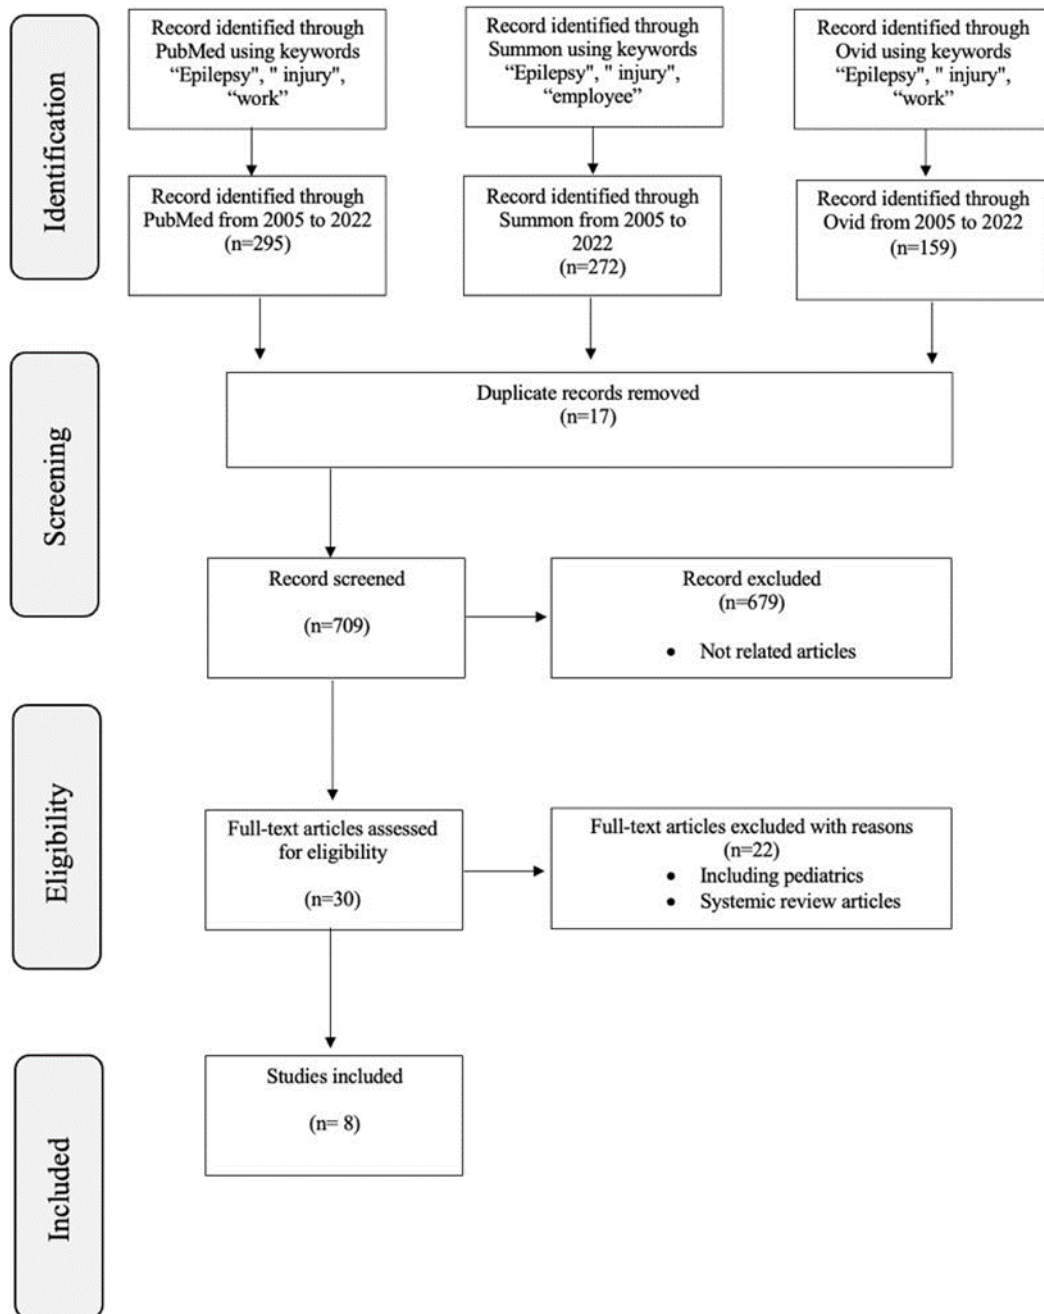 Identification
Record identified through
PubMed using keywords
“Epilepsy", " injury",
“work”
Record identified through
Summon using keywords
“Epilepsy", " injury",
“employee”
Record identified through
Ovid using keywords
“Epilepsy", " injury",
“work”
Record identified through
PubMed from 2005 to 2022
(n=295)
Record identified through
Summon from 2005 to
2022
(n=272)
Record identified through
Ovid from 2005 to 2022
(n=159)
Screening
Duplicate records removed
(n=17)
Record screened
(n=709)
Record excluded
(n=679)
• Not related articles
Eligibility
Full-text articles assessed
for eligibility
(n=30)
Full-text articles excluded with reasons
(n=22)
• Including pediatrics
• Systemic review articles
Included
Studies included
(n= 8)